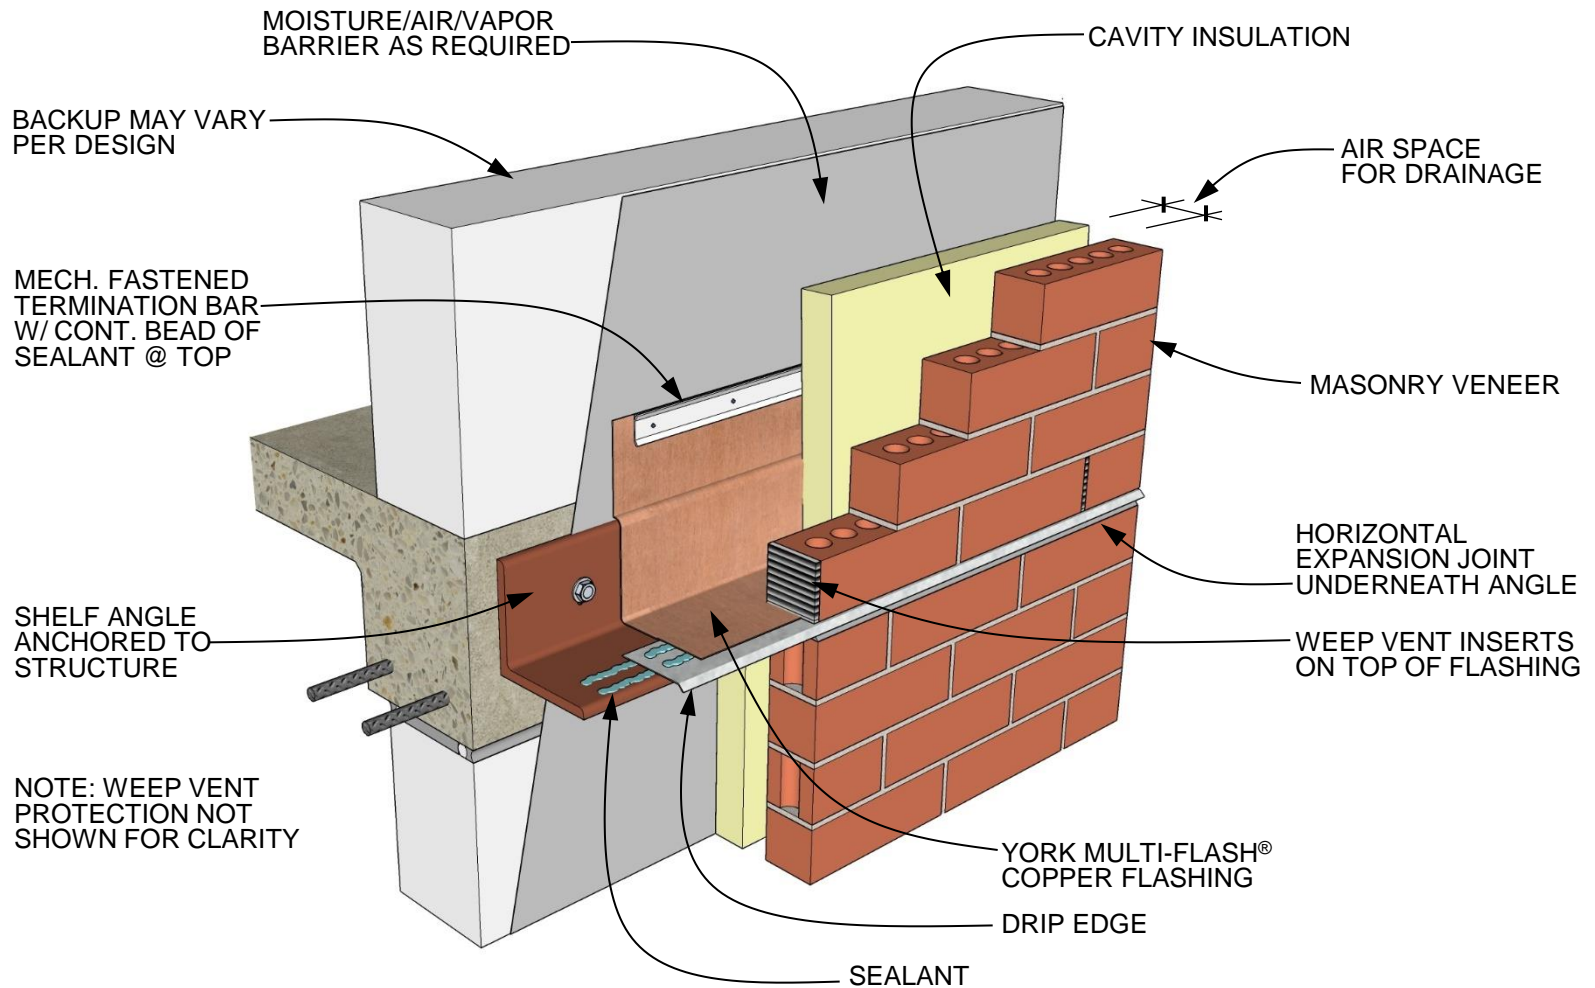 MOISTURE/AIR/VAPOR
BARRIER AS REQUIRED
CAVITY INSULATION
BACKUP MAY VARY
PER DESIGN
AIR SPACE
FOR DRAINAGE
MECH. FASTENED
TERMINATION BAR
W/ CONT. BEAD OF
SEALANT @ TOP
MASONRY VENEER
HORIZONTAL
EXPANSION JOINT
UNDERNEATH ANGLE
SHELF ANGLE
ANCHORED TO
STRUCTURE
WEEP VENT INSERTS
ON TOP OF FLASHING
NOTE: WEEP VENT
PROTECTION NOT
SHOWN FOR CLARITY
YORK MULTI-FLASH®
COPPER FLASHING
DRIP EDGE
SEALANT